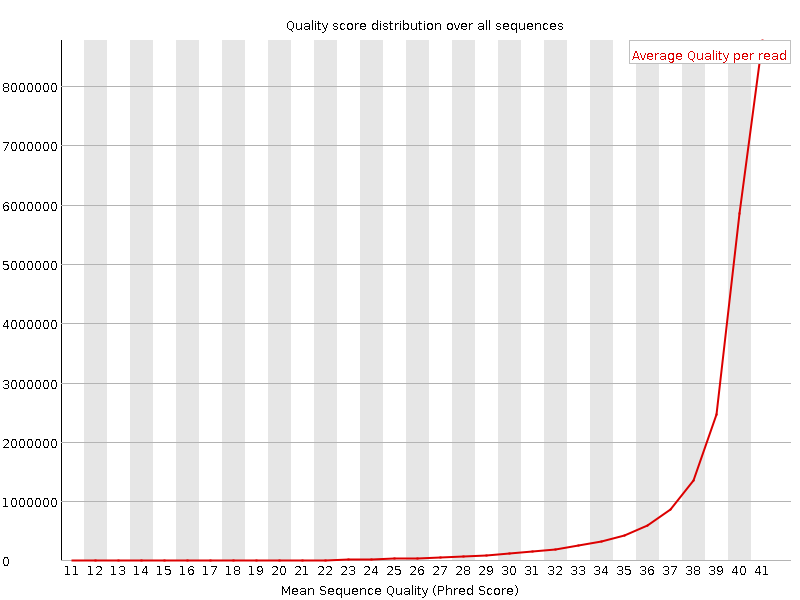 Quality score distribution over all sequences
Average Quality per read
8000000
7000000
6000000
5000000
4000000
3000000
2000000
1000000
0
11 12 13 14 15 16 17 18 19 20 21 22 23 24 25 26 27 28 29 30 31 32 33 34 35 36 37 38 39 40 41
Mean Sequence Quality (Phred Score)